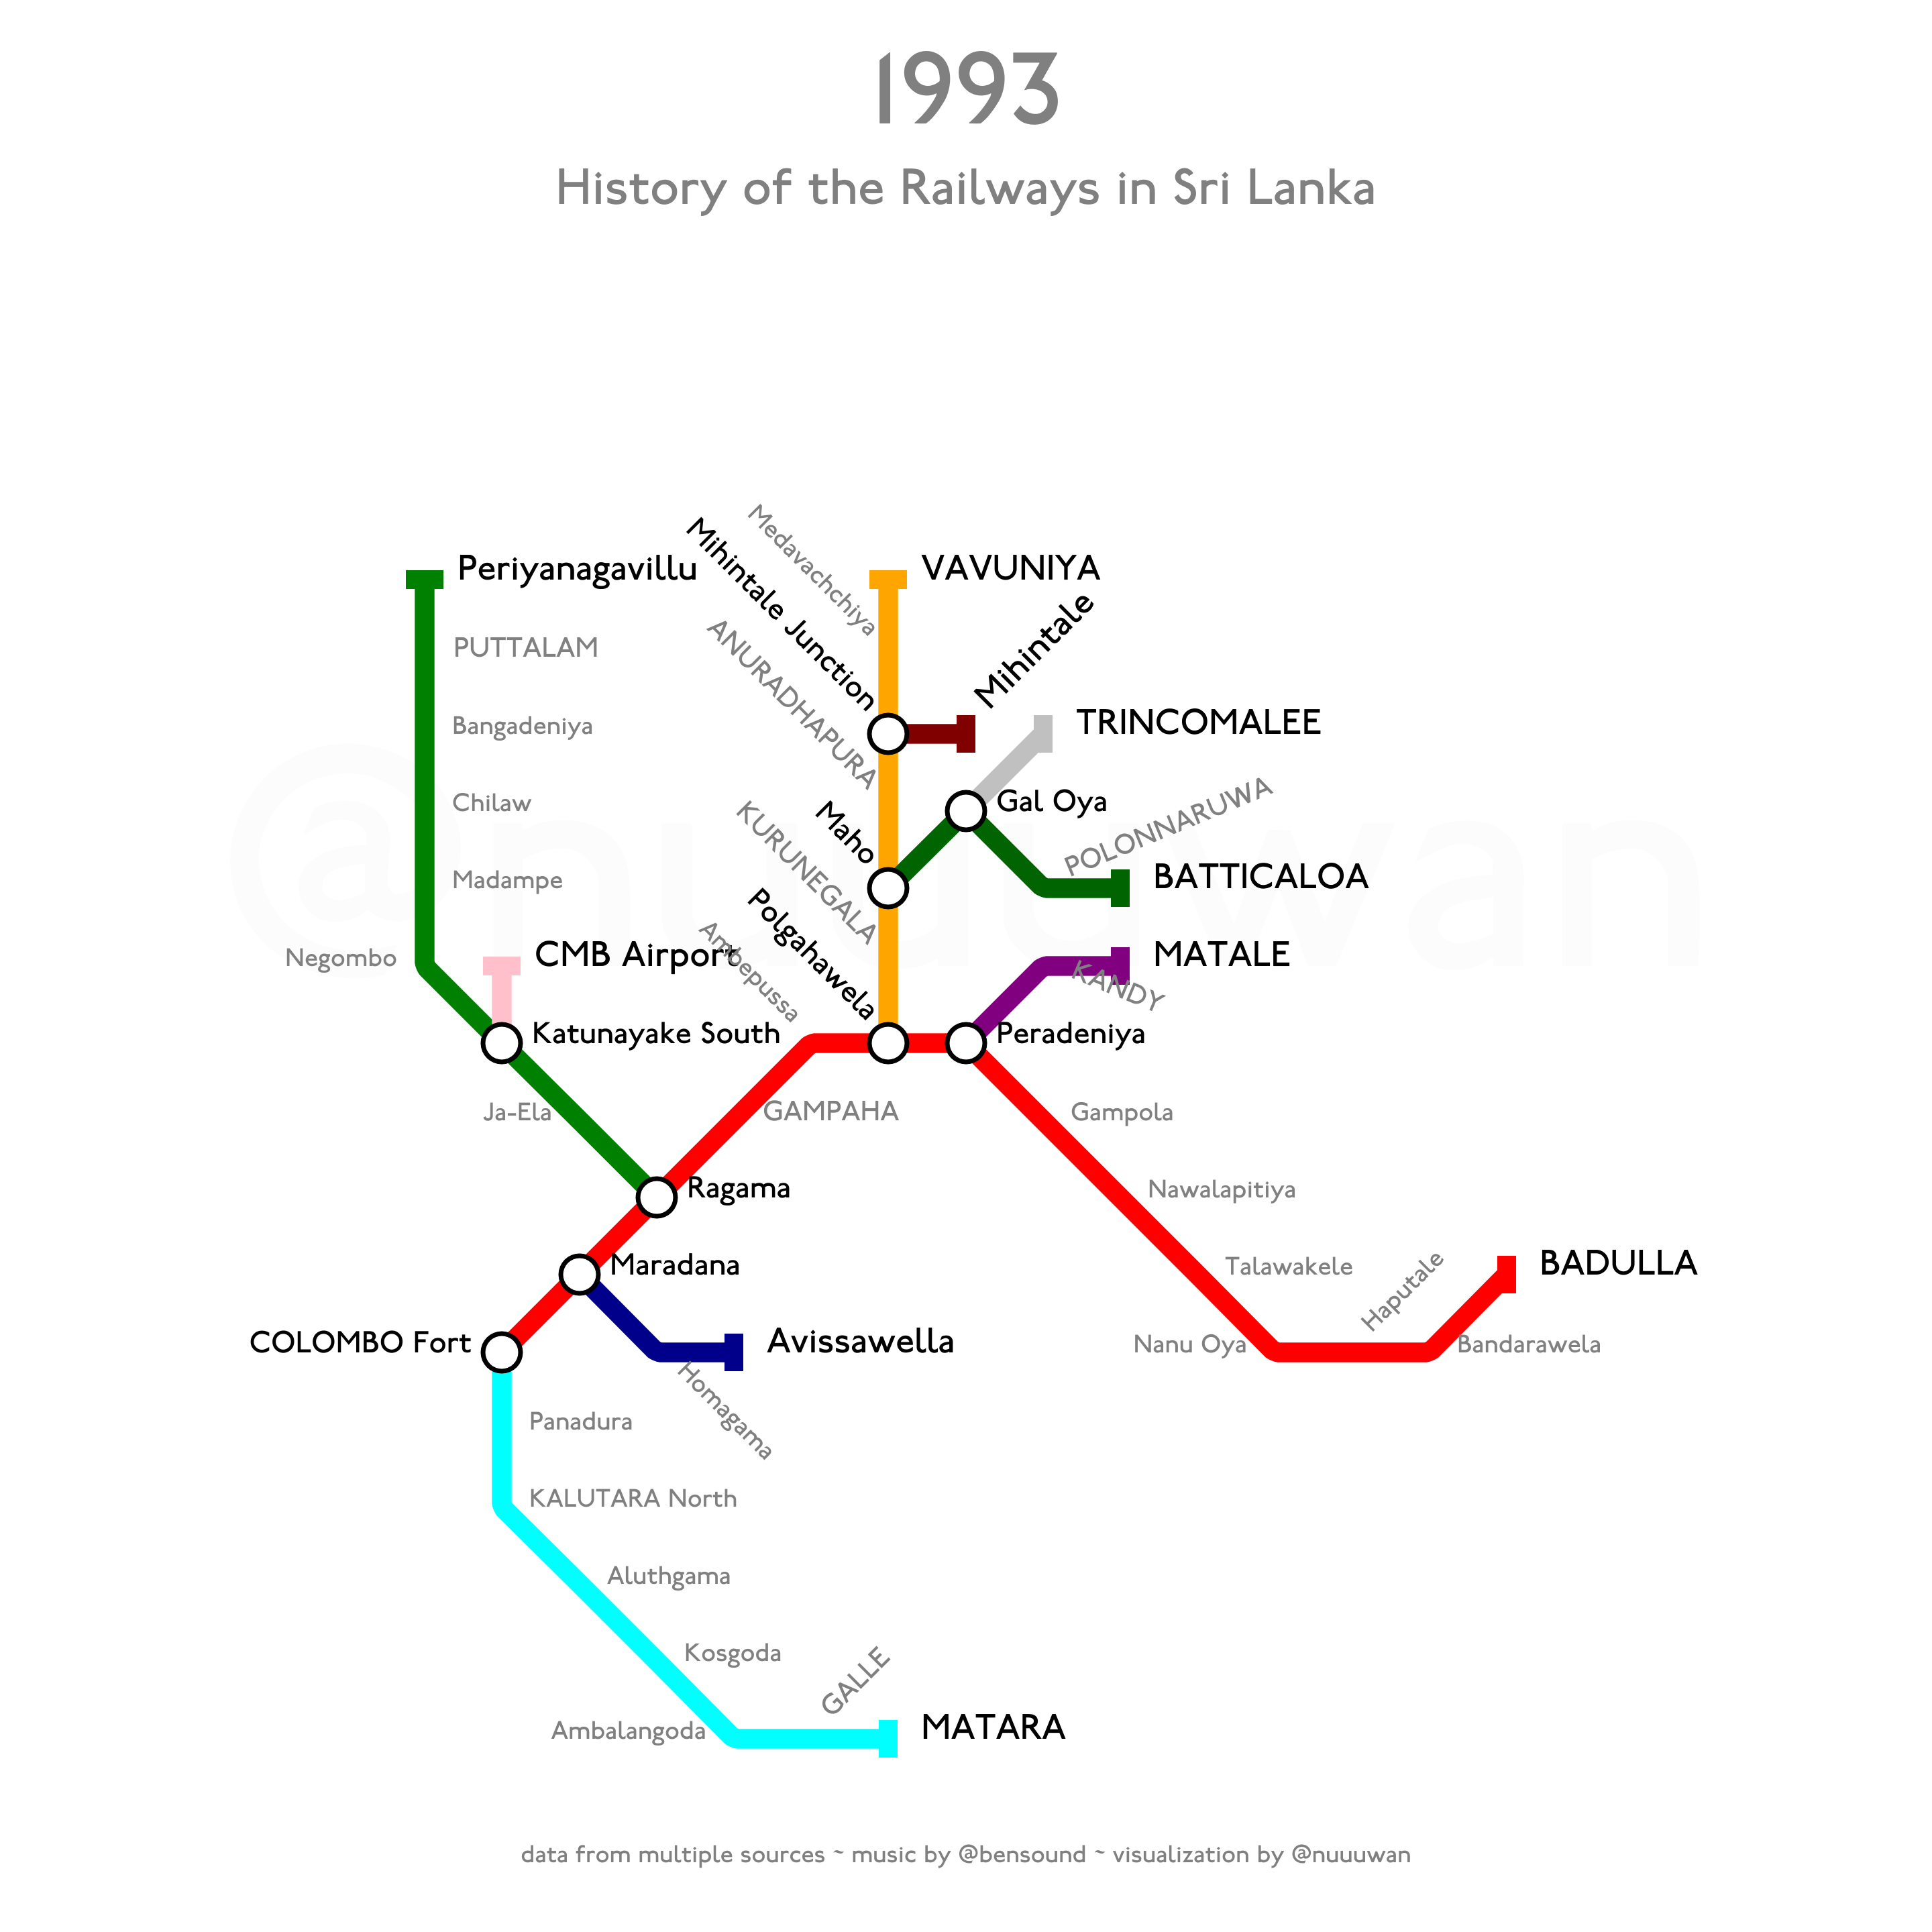 1993
History of the Railways in Sri Lanka
Medavachchiya
Mihintale Junction
Periyanagavillu
VAVUNIYA
Mihintale
PUTTALAM
ANURADHAPURA
Bangadeniya
TRINCOMALEE
Chilaw
Maho
Gal Oya
POLONNARUWA
KURUNEGALA
Madampe
BATTICALOA
Polgahawela
Negombo
CMB Airport
Ambepussa
MATALE
KANDY
Katunayake South
Peradeniya
Ja-Ela
GAMPAHA
Gampola
Ragama
Nawalapitiya
Maradana
Talawakele
Haputale
BADULLA
COLOMBO Fort
Avissawella
Nanu Oya
Bandarawela
Homagama
Panadura
KALUTARA North
Aluthgama
Kosgoda
GALLE
Ambalangoda
MATARA
@nuuuwan
data from multiple sources ~ music by @bensound ~ visualization by @nuuuwan